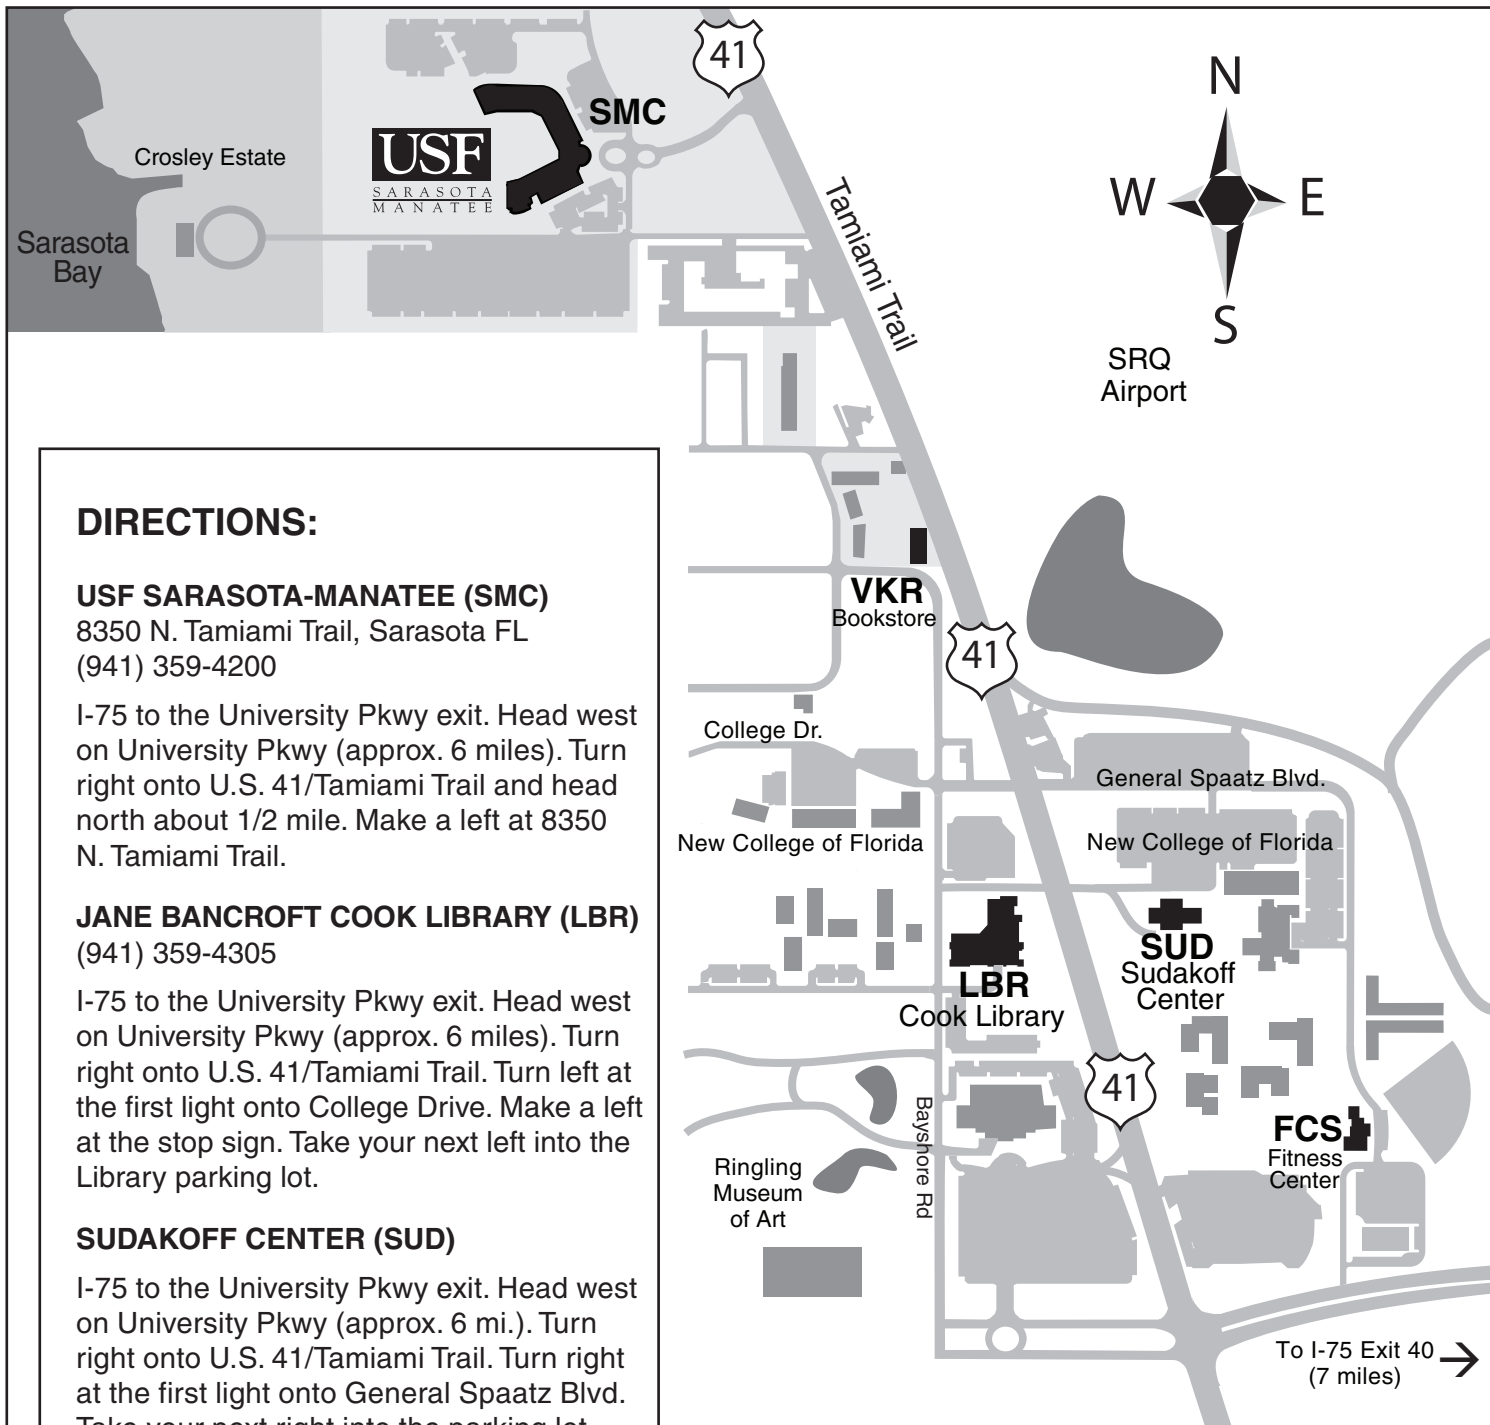 41
N
SMC
USF
SARASOTA
MANATEE
Crosley Estate
W
E
Tamiami Trail
Sarasota
Bay
S
SRQ
Airport
DIRECTIONS:
USF SARASOTA-MANATEE (SMC)
8350 N. Tamiami Trail, Sarasota FL
(941) 359-4200
I-75 to the University Pkwy exit. Head west
on University Pkwy (approx. 6 miles). Turn
right onto U.S. 41/Tamiami Trail and head
north about 1/2 mile. Make a left at 8350
N. Tamiami Trail.
JANE BANCROFT COOK LIBRARY (LBR)
(941) 359-4305
I-75 to the University Pkwy exit. Head west
on University Pkwy (approx. 6 miles). Turn
right onto U.S. 41/Tamiami Trail. Turn left at
the first light onto College Drive. Make a left
at the stop sign. Take your next left into the
Library parking lot.
SUDAKOFF CENTER (SUD)
I-75 to the University Pkwy exit. Head west
on University Pkwy (approx. 6 mi.). Turn
right onto U.S. 41/Tamiami Trail. Turn right
at the first light onto General Spaatz Blvd.
Take your next right into the parking lot
VKR
Bookstore
41
College Dr.
General Spaatz Blvd.
New College of Florida
New College of Florida
SUD
Sudakoff
Center
LBR
Cook Library
41
Bayshore Rd
FCS
Fitness
Center
Ringling
Museum
of Art
To I-75 Exit 40
(7 miles)